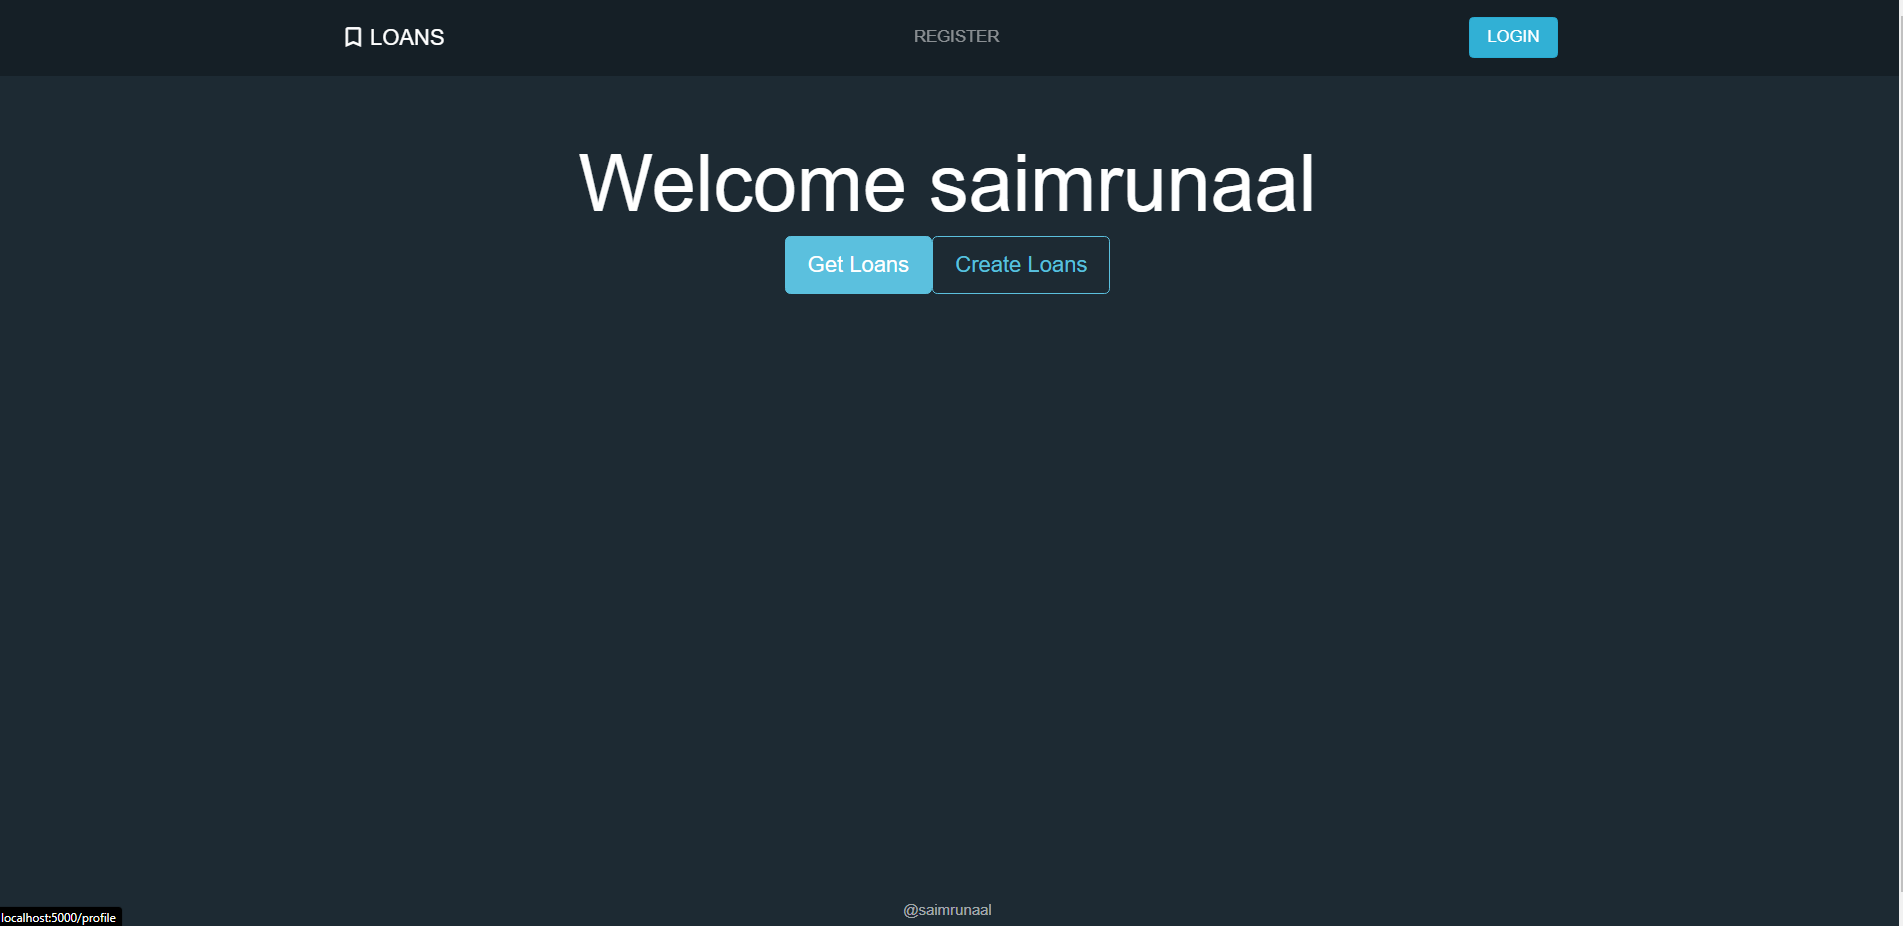 LOANS
REGISTER
LOGIN
Welcome saimrunaal
Get Loans
Create Loans
@saimrunaal
localhost:5000/profile